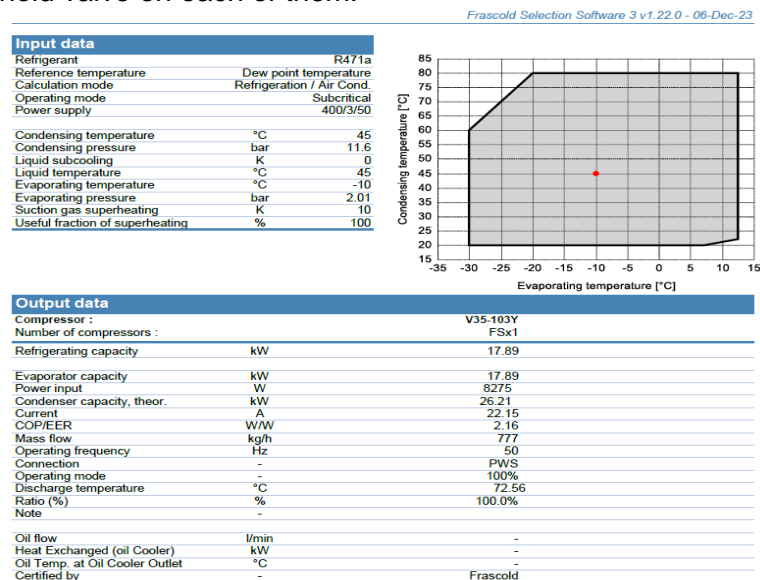 hold valve on each of them.
Frascold Selection Software 3 v1.22.0 - 06-Dec-23
Input data
Refrigerant R471a
Reference temperature Dew point temperature
Calculation mode Refrigeration / Air Cond.
Operating mode Subcritical
Power supply 400/3/50
Condensing temperature °C 45
Condensing pressure bar 11.6
Liquid subcooling K 0
Liquid temperature °C 45
Evaporating temperature °C -10
Evaporating pressure bar 2.01
Suction gas superheating K 10
Useful fraction of superheating % 100
Condensing temperature [°C]
85
80
75
70
65
60
55
50
45
40
35
30
25
20
15
-35 -30 -25 -20 -15 -10 -5 0 5 10 15
Evaporating temperature [°C]
Output data
Compressor : V35-103Y
Number of compressors : FSx1
Refrigerating capacity kW 17.89
Evaporator capacity kW 17.89
Power input W 8275
Condenser capacity, theor. kW 26.21
Current A 22.15
COP/EER W/W 2.16
Mass flow kg/h 777
Operating frequency Hz 50
Connection - PWS
Operating mode - 100%
Discharge temperature °C 72.56
Ratio (%) % 100.0%
Note -
Oil flow l/min -
Heat Exchanged (oil Cooler) kW -
Oil Temp. at Oil Cooler Outlet °C -
Certified by - Frascold